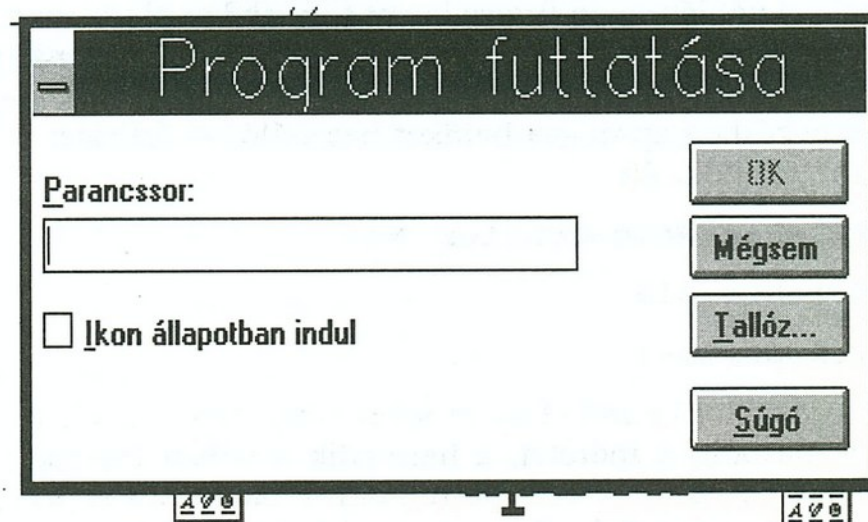 Program futtatása
Parancssor:
Ikon állapotban indul
OK
Mégsem
Tallóz...
Súgó